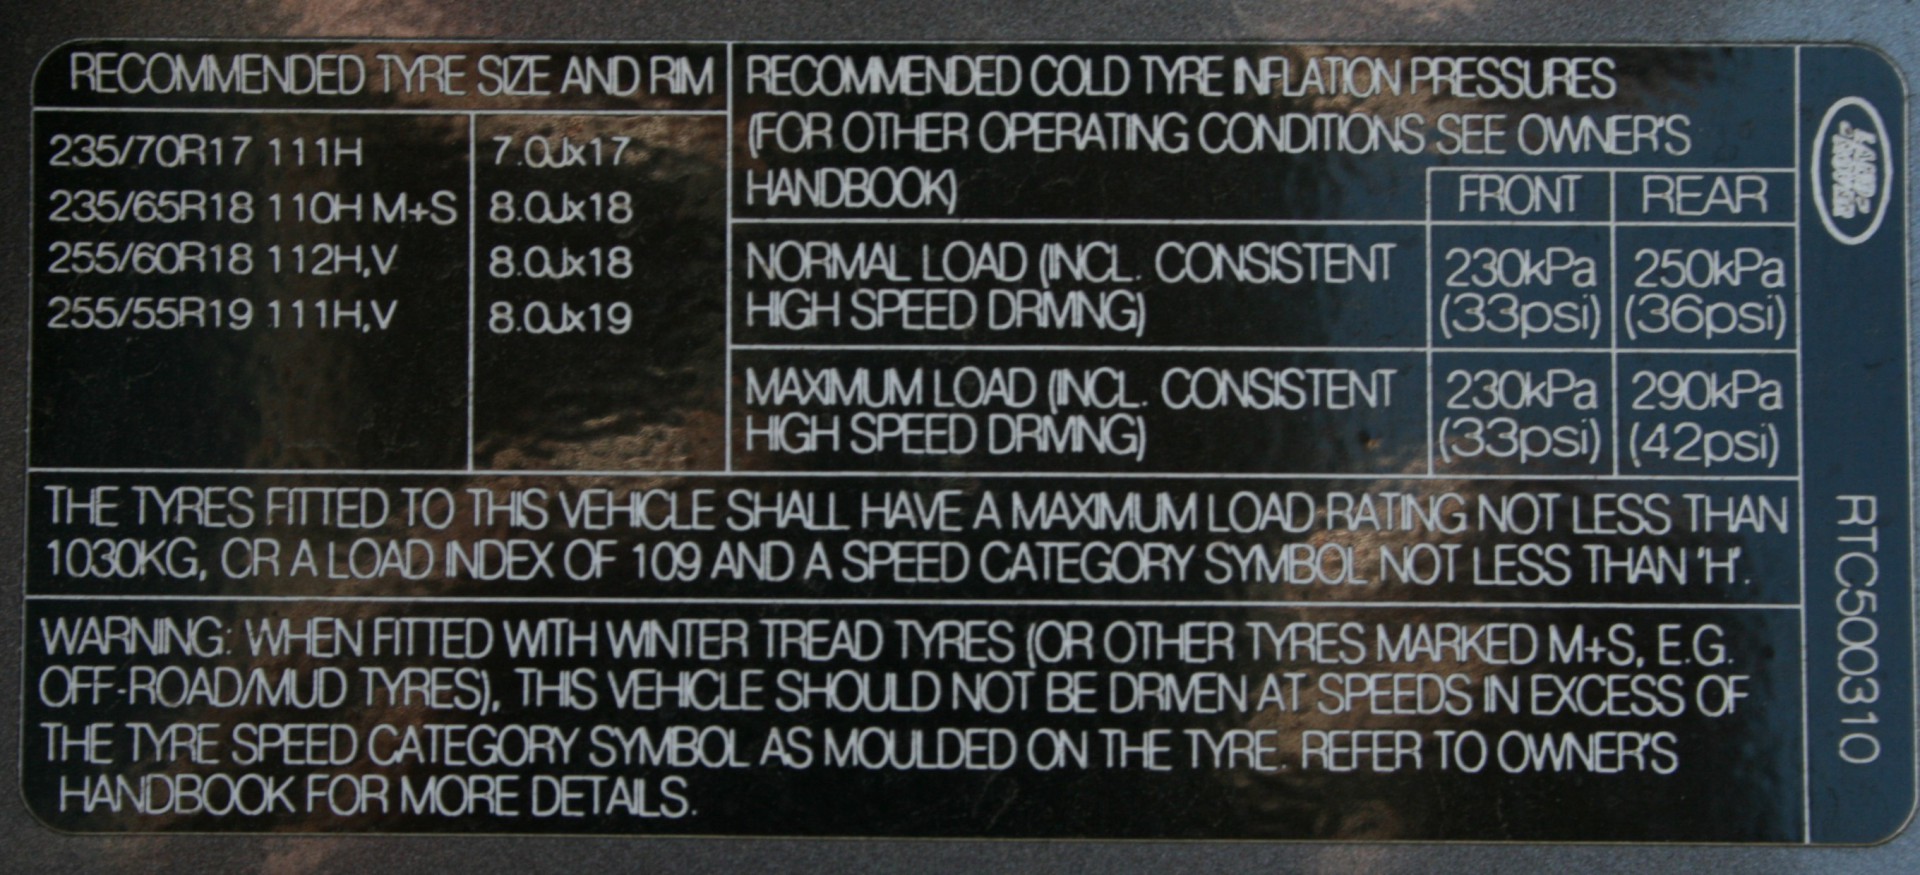 RECOMMENDED TYRE SIZE AND RIM
235/70R17 111H 7.0Jx17
235/65R18 110H M+S 8.0Jx18
255/60R18 112H,V 8.0Jx18
255/55R19 111H,V 8.0Jx19
RECOMMENDED COLD TYRE INFLATION PRESSURES
(FOR OTHER OPERATING CONDITIONS SEE OWNER'S
HANDBOOK)
FRONT REAR
NORMAL LOAD (INCL. CONSISTENT
HIGH SPEED DRIVING)
230kPa
(33psi)
250kPa
(36psi)
MAXIMUM LOAD (INCL. CONSISTENT
HIGH SPEED DRIVING)
230kPa
(33psi)
290kPa
(42psi)
THE TYRES FITTED TO THIS VEHICLE SHALL HAVE A MAXIMUM LOAD RATING NOT LESS THAN
1030KG, OR A LOAD INDEX OF 109 AND A SPEED CATEGORY SYMBOL NOT LESS THAN 'H'.
WARNING: WHEN FITTED WITH WINTER TREAD TYRES (OR OTHER TYRES MARKED M+S, E.G.
OFF-ROAD/MUD TYRES), THIS VEHICLE SHOULD NOT BE DRIVEN AT SPEEDS IN EXCESS OF
THE TYRE SPEED CATEGORY SYMBOL AS MOULDED ON THE TYRE. REFER TO OWNER'S
HANDBOOK FOR MORE DETAILS.
LAND
ROVER
RTC500310